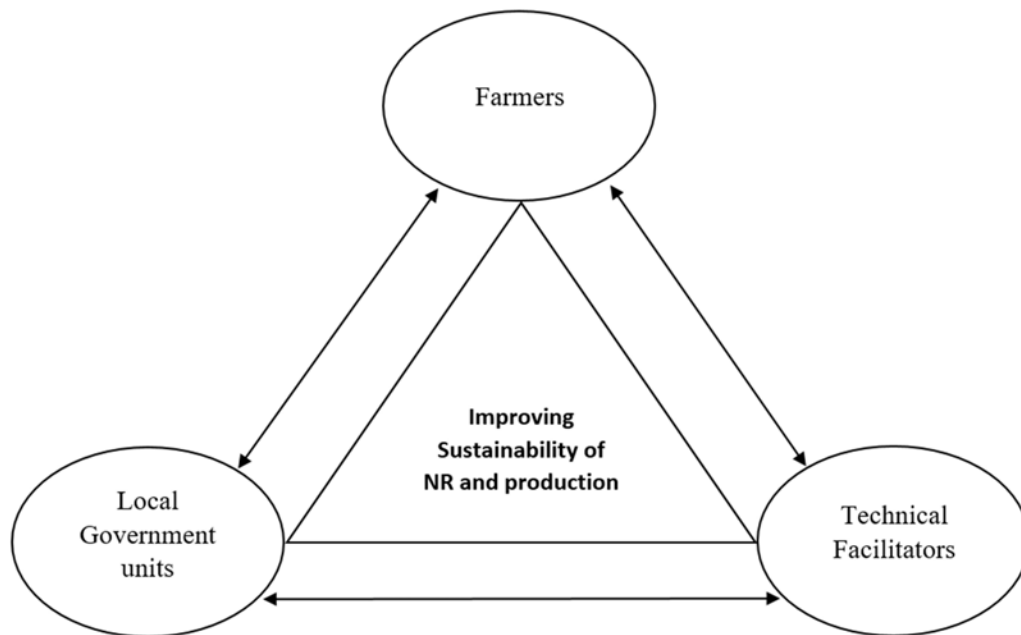 Farmers
Improving
Sustainability of
NR and production
Local
Government
units
Technical
Facilitators